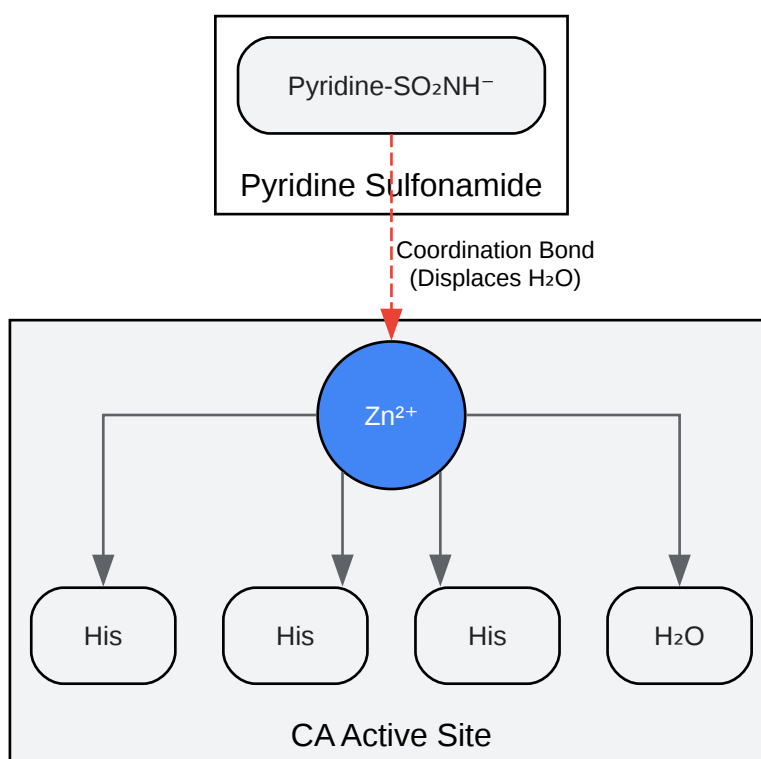 Pyridine-SO₂NH⁻
Pyridine Sulfonamide
Coordination Bond
(Displaces H₂O)
Zn²⁺
His
His
His
H₂O
CA Active Site